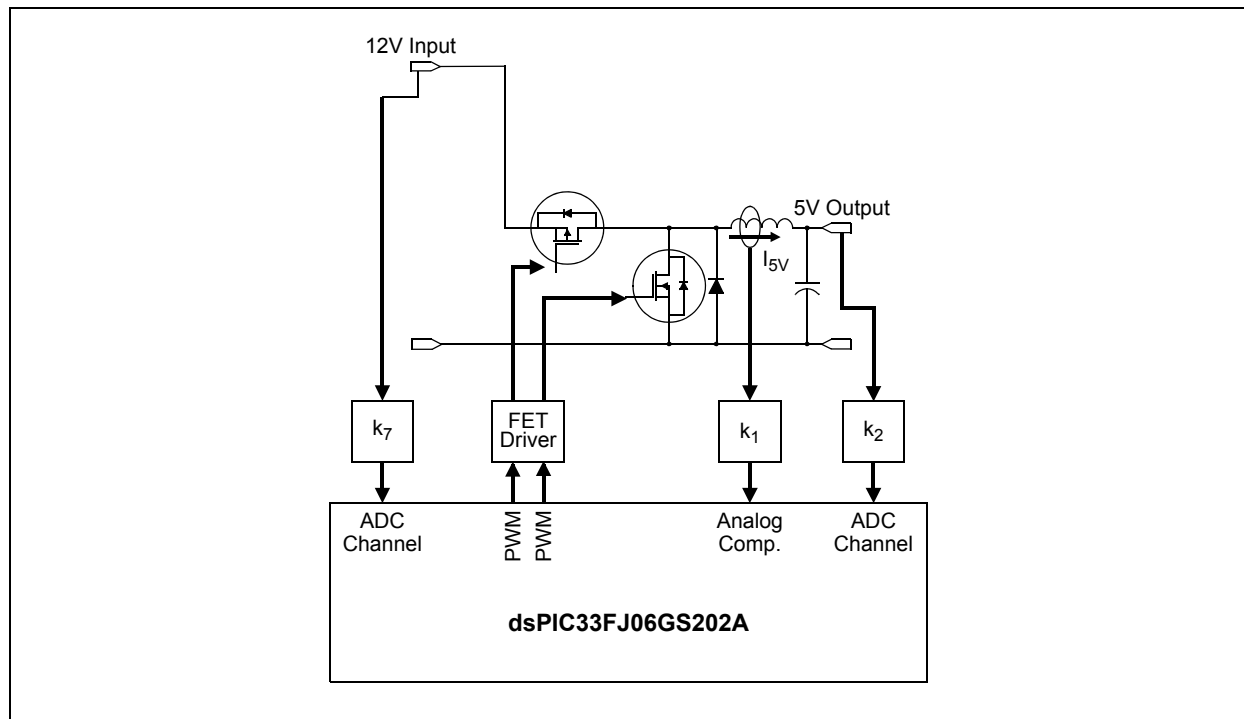 12V Input
5V Output
I5V
k7
FET
Driver
k1
k2
ADC
Channel
PWM
PWM
Analog
Comp.
ADC
Channel
dsPIC33FJ06GS202A